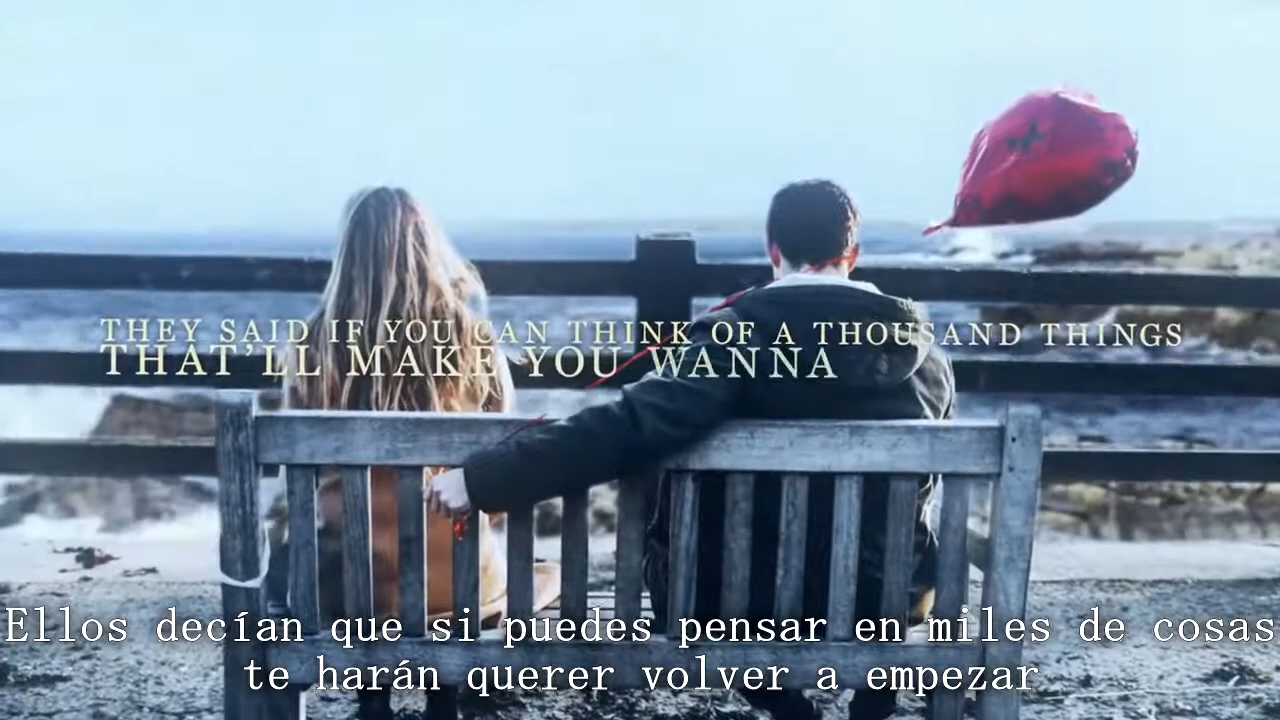 THEY SAID IF YOU CAN THINK OF A THOUSAND THINGS
THAT'LL MAKE YOU WANNA
Ellos decían que si puedes pensar en miles de cosas
te harán querer volver a empezar